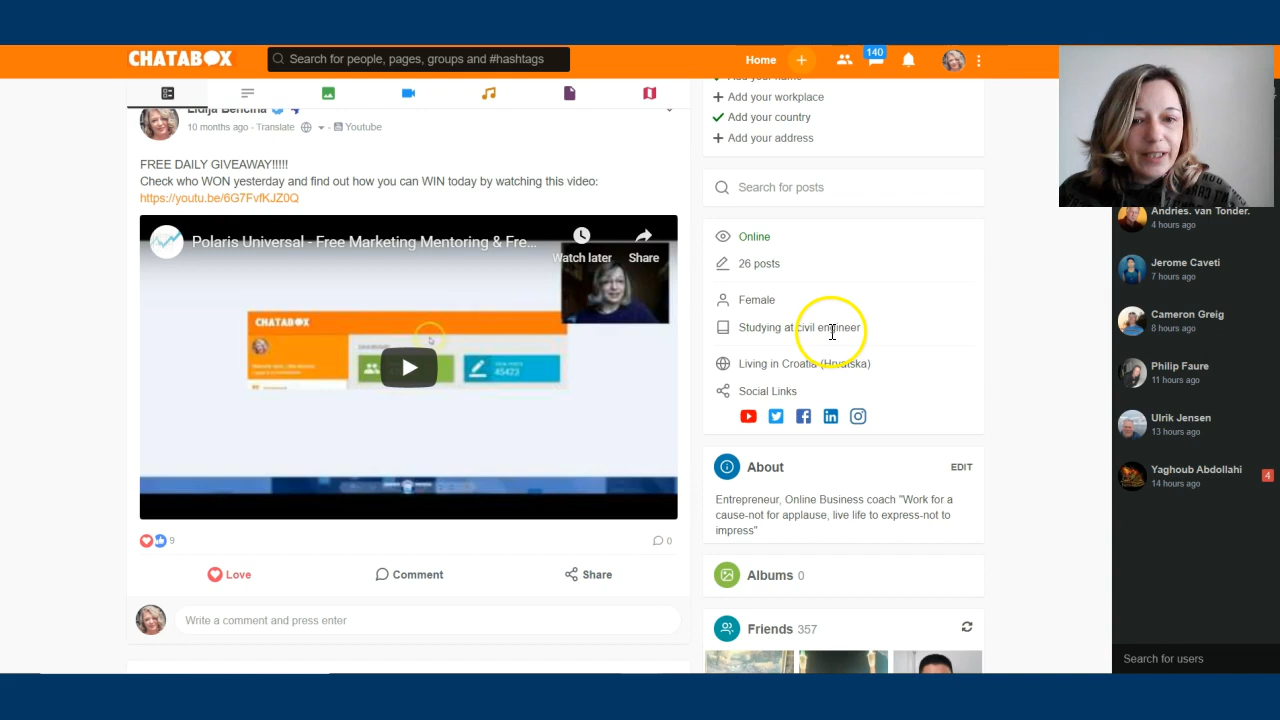 CHATABOX
Search for people, pages, groups and #hashtags
Home
140
Lidija Bencina
10 months ago - Translate - Youtube
FREE DAILY GIVEAWAY!!!!!
Check who WON yesterday and find out how you can WIN today by watching this video:
https://youtu.be/6G7FvfKJZ0Q
Polaris Universal - Free Marketing Mentoring & Fre...
Watch later
Share
CHATABOX
45423
9
0
Love
Comment
Share
Write a comment and press enter
Add your name
Add your workplace
Add your country
Add your address
Search for posts
Online
26 posts
Female
Studying at civil engineer
Living in Croatia (Hrvatska)
Social Links
About
EDIT
Entrepreneur, Online Business coach "Work for a
cause-not for applause, live life to express-not to
impress"
Albums 0
Friends 357
Andries. van Tonder.
4 hours ago
Jerome Caveti
7 hours ago
Cameron Greig
8 hours ago
Philip Faure
11 hours ago
Ulrik Jensen
13 hours ago
Yaghoub Abdollahi
14 hours ago
4
Search for users